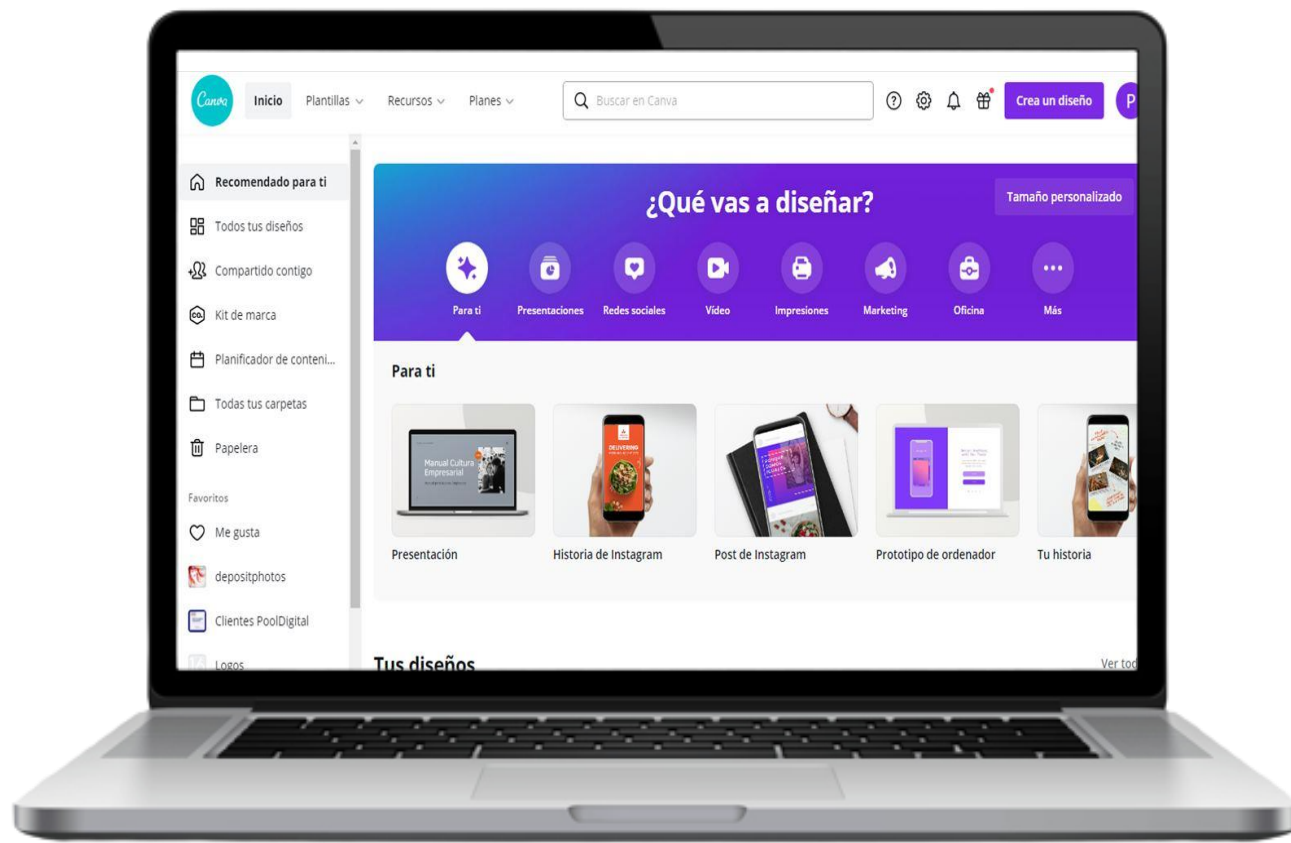 Canva
Inicio
Plantillas
Recursos
Planes
Buscar en Canva
Crea un diseño
P
Recomendado para ti
Todos tus diseños
Compartido contigo
Kit de marca
Planificador de conteni...
Todas tus carpetas
Papelera
Favoritos
Me gusta
depositphotos
Clientes PoolDigital
Logos
¿Qué vas a diseñar?
Tamaño personalizado
Para ti
Presentaciones
Redes sociales
Vídeo
Impresiones
Marketing
Oficina
Más
Para ti
Manual Cultura
Empresarial
DELIVERING
Presentación
Historia de Instagram
Post de Instagram
Prototipo de ordenador
Tu historia
Tus diseños
Ver tod